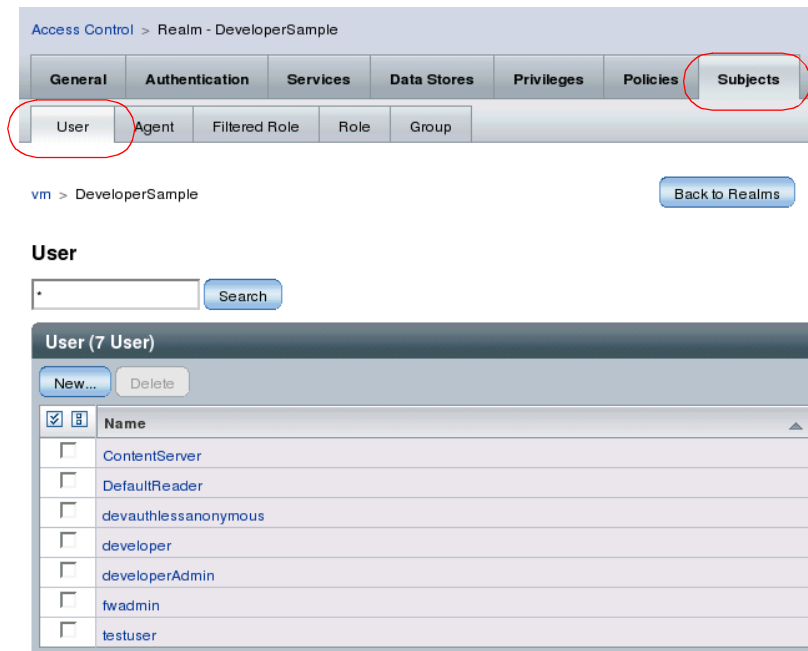 Access Control > Realm - DeveloperSample
General Authentication Services Data Stores Privileges Policies Subjects
User Agent Filtered Role Role Group
vm > DeveloperSample
Back to Realms
User
* Search
User (7 User)
New... Delete
Name
ContentServer
DefaultReader
devauthlessanonymous
developer
developerAdmin
fwadmin
testuser